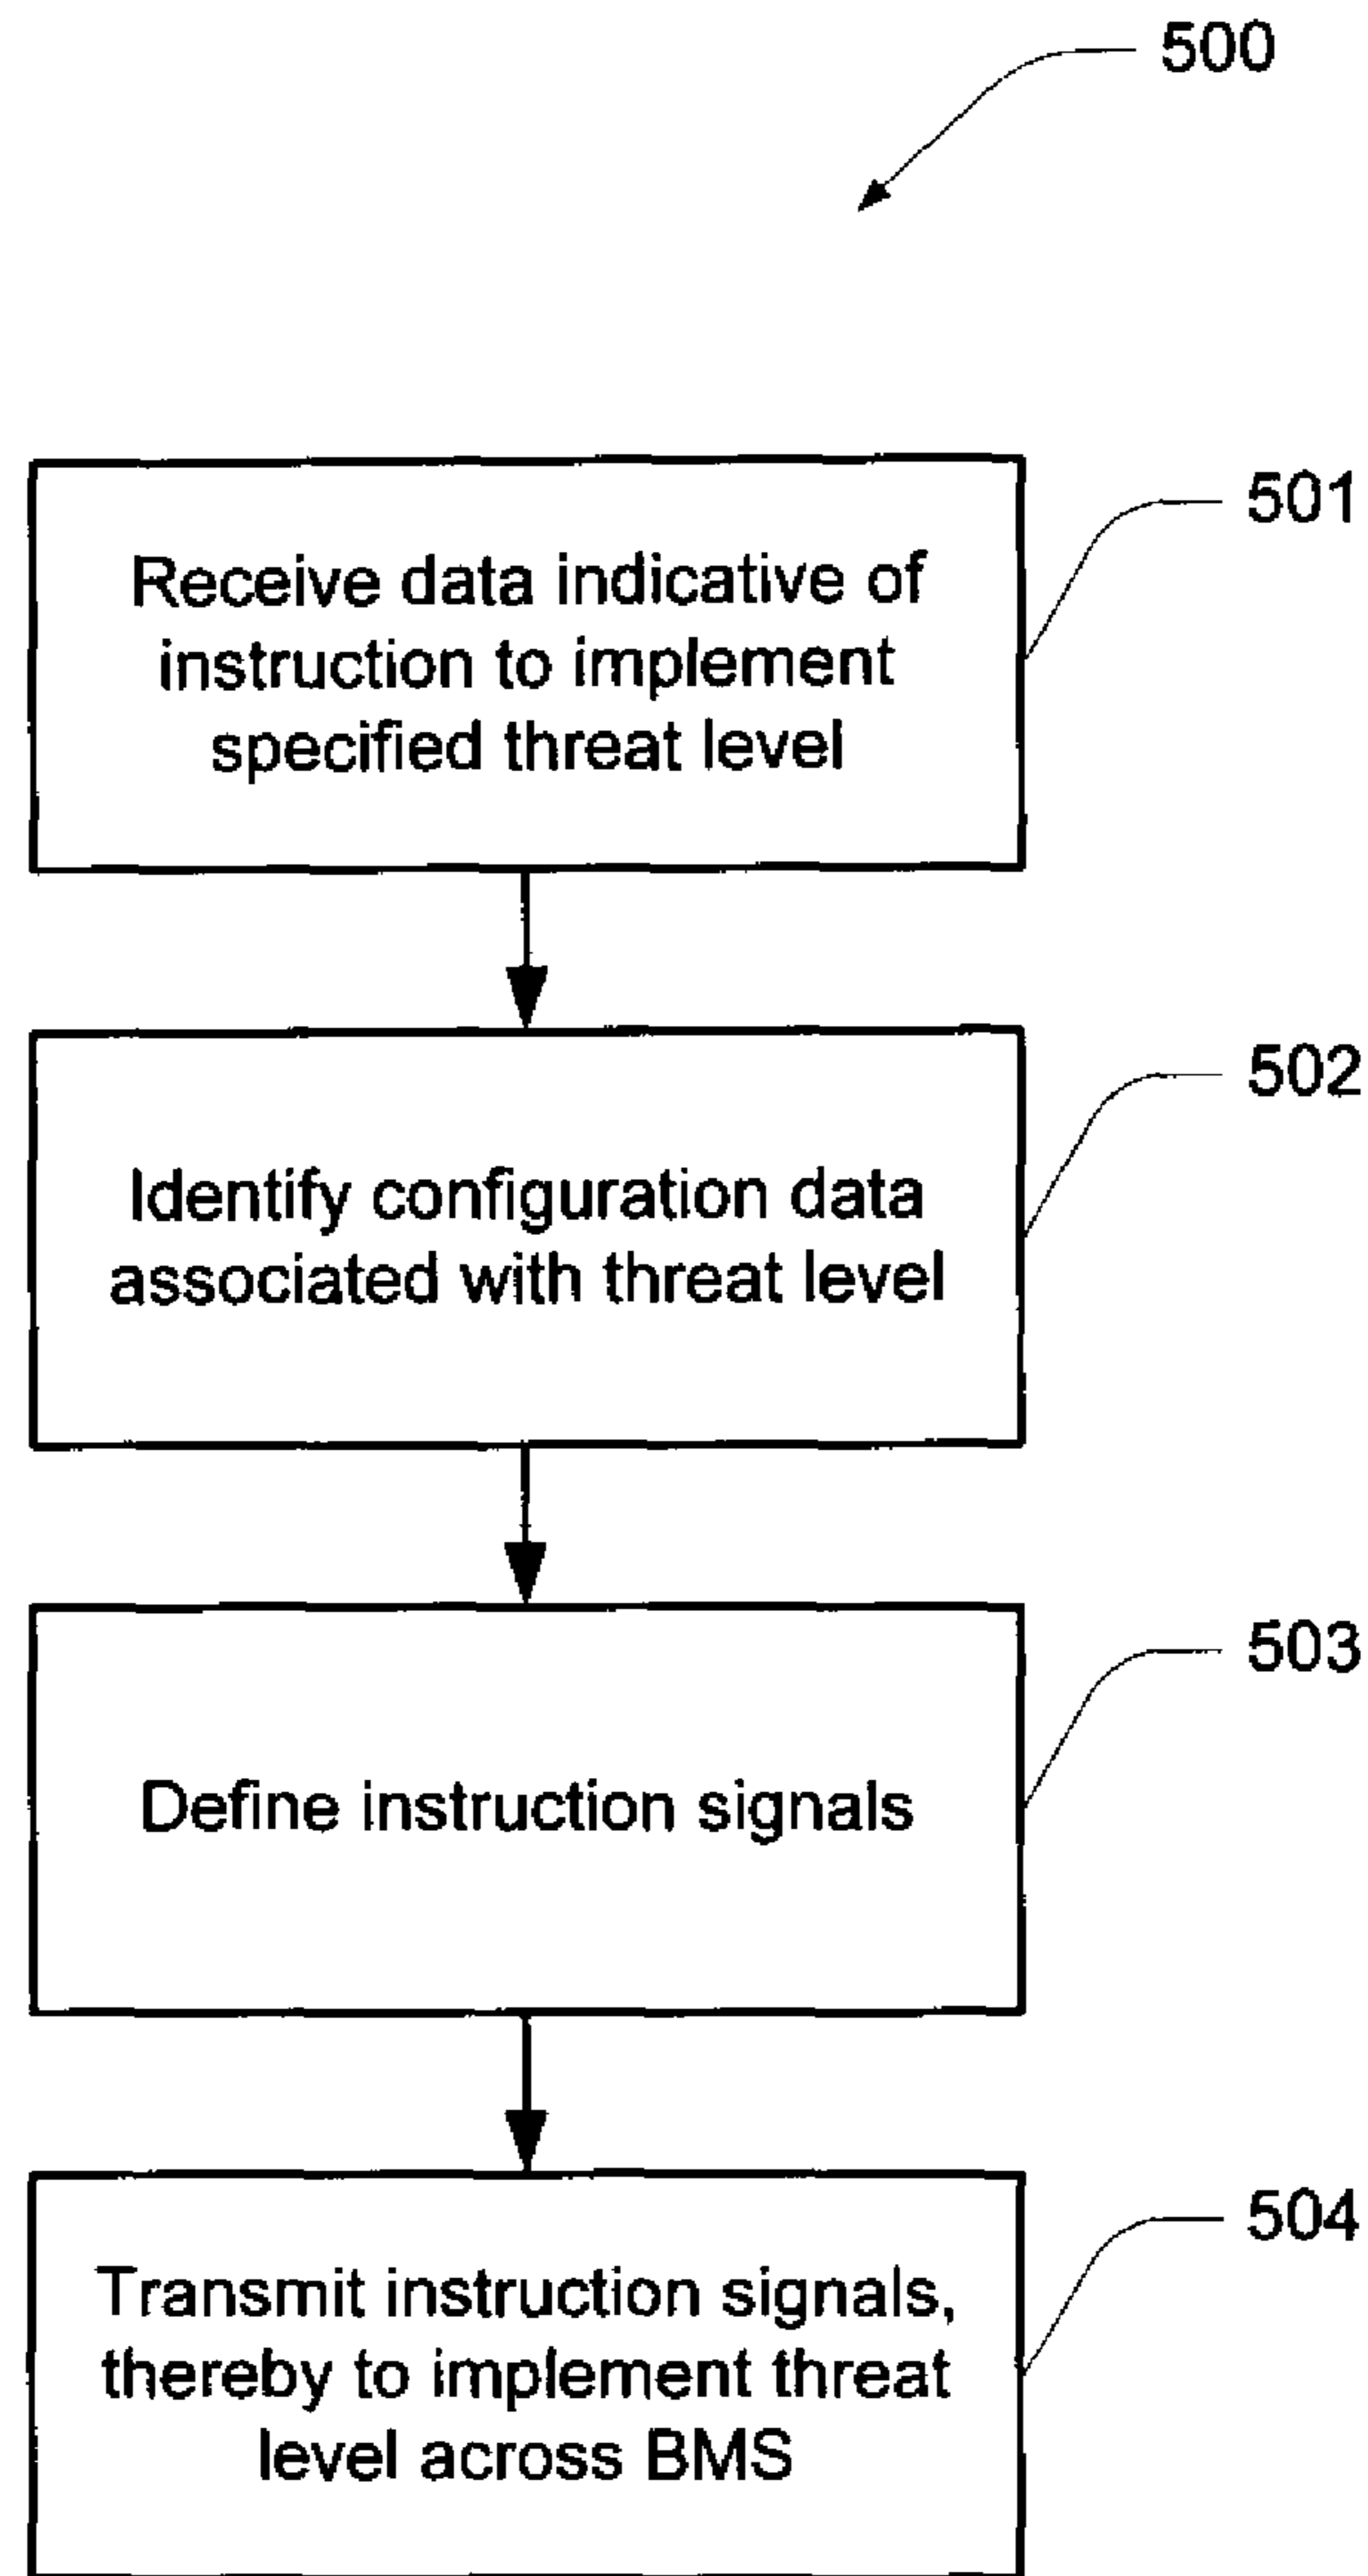 500
501
Receive data indicative of
instruction to implement
specified threat level
502
Identify configuration data
associated with threat level
503
Define instruction signals
504
Transmit instruction signals,
thereby to implement threat
level across BMS